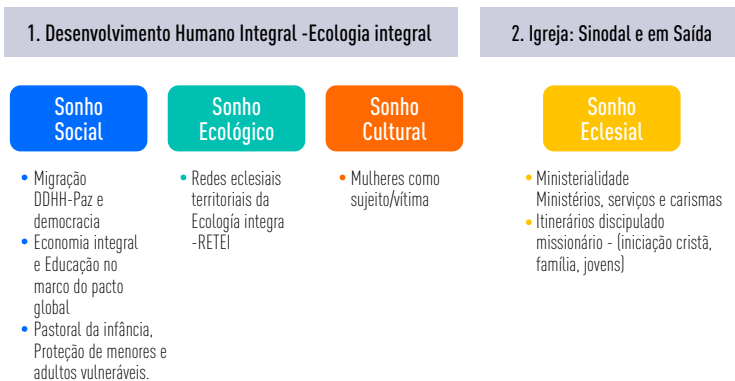 1. Desenvolvimento Humano Integral -Ecologia integral
2. Igreja: Sinodal e em Saída
Sonho
Social
Sonho
Ecológico
Sonho
Cultural
Sonho
Eclesial
• Migração
DDHH-Paz e
democracia
• Economia integral
e Educação no
marco do pacto
global
• Pastoral da infância,
Proteção de menores e
adultos vulneráveis.
• Redes eclesiais
territoriais da
Ecología integra
-RETEI
• Mulheres como
sujeito/vítima
• Ministerialidade
Ministérios, serviços e carismas
• Itinerários discipulado
missionário - (iniciação cristã,
família, jovens)